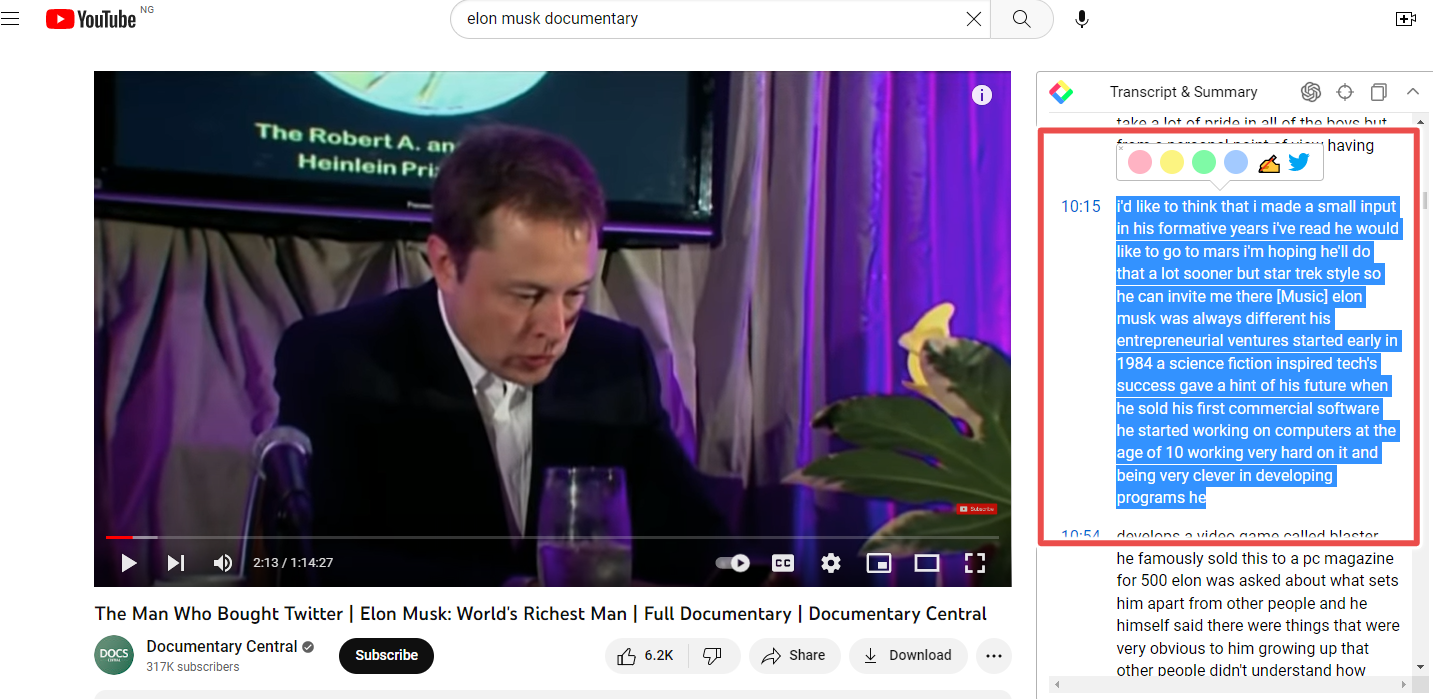 YouTube NG
elon musk documentary
The Robert A. an
Heinlein Pri
Subscribe
2:13 / 1:14:27
CC
The Man Who Bought Twitter | Elon Musk: World's Richest Man | Full Documentary | Documentary Central
DOCS
Documentary Central
317K subscribers
Subscribe
6.2K
Share
Download
Transcript & Summary
take a lot of pride in all of the boys but
from a personal point of view having
10:15
i'd like to think that i made a small input
in his formative years i've read he would
like to go to mars i'm hoping he'll do
that a lot sooner but star trek style so
he can invite me there [Music] elon
musk was always different his
entrepreneurial ventures started early in
1984 a science fiction inspired tech's
success gave a hint of his future when
he sold his first commercial software
he started working on computers at the
age of 10 working very hard on it and
being very clever in developing
programs he
10:54
develops a video game called blaster
he famously sold this to a pc magazine
for 500 elon was asked about what sets
him apart from other people and he
himself said there were things that were
very obvious to him growing up that
other people didn't understand how